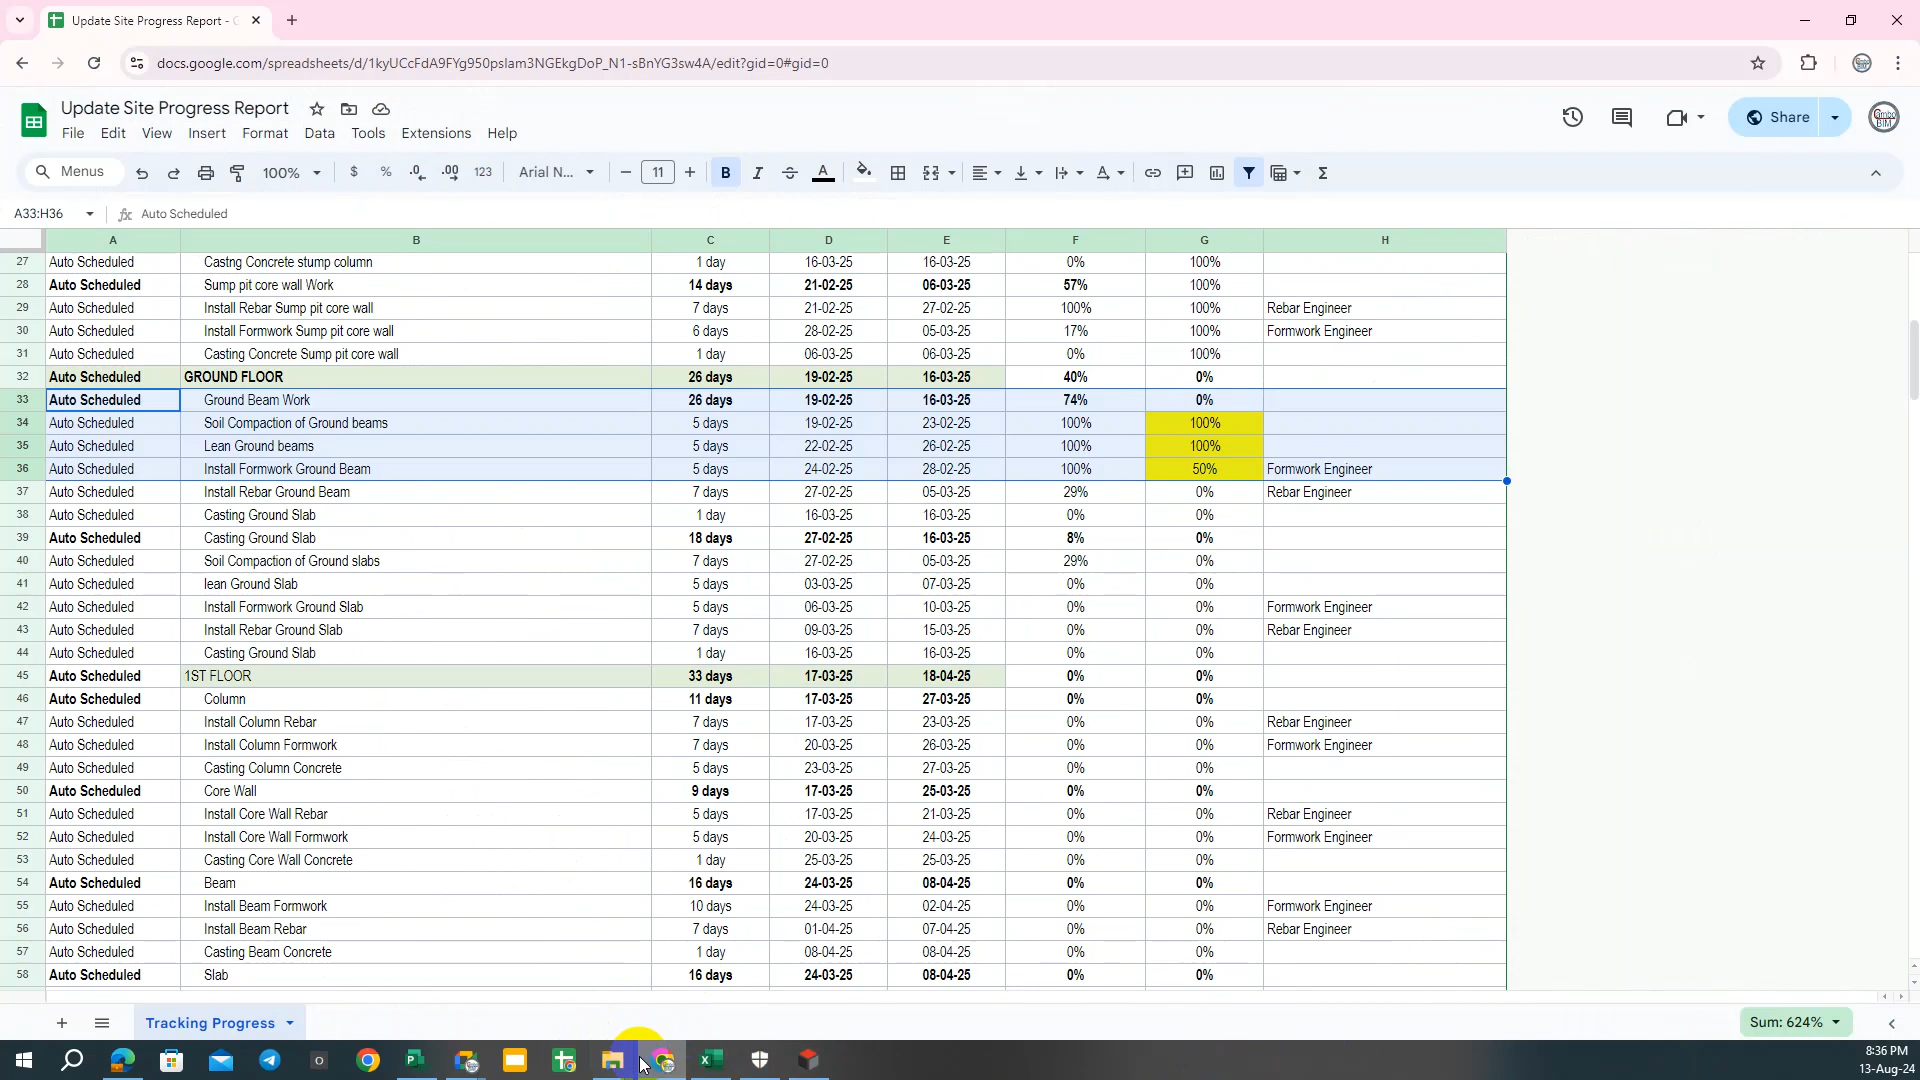 Update Site Progress Report - G
docs.google.com/spreadsheets/d/1kyUCcFdA9FYg950pslam3NGEkgDoP_N1-sBnYG3sw4A/edit?gid=0#gid=0
Update Site Progress Report
File Edit View Insert Format Data Tools Extensions Help
Share
Menus 100% $ % .0 .00 123 Arial N... 11 B I A
A33:H36 fx Auto Scheduled
A B C D E F G H
27 Auto Scheduled Castng Concrete stump column 1 day 16-03-25 16-03-25 0% 100%
28 Auto Scheduled Sump pit core wall Work 14 days 21-02-25 06-03-25 57% 100%
29 Auto Scheduled Install Rebar Sump pit core wall 7 days 21-02-25 27-02-25 100% 100% Rebar Engineer
30 Auto Scheduled Install Formwork Sump pit core wall 6 days 28-02-25 05-03-25 17% 100% Formwork Engineer
31 Auto Scheduled Casting Concrete Sump pit core wall 1 day 06-03-25 06-03-25 0% 100%
32 Auto Scheduled GROUND FLOOR 26 days 19-02-25 16-03-25 40% 0%
33 Auto Scheduled Ground Beam Work 26 days 19-02-25 16-03-25 74% 0%
34 Auto Scheduled Soil Compaction of Ground beams 5 days 19-02-25 23-02-25 100% 100%
35 Auto Scheduled Lean Ground beams 5 days 22-02-25 26-02-25 100% 100%
36 Auto Scheduled Install Formwork Ground Beam 5 days 24-02-25 28-02-25 100% 50% Formwork Engineer
37 Auto Scheduled Install Rebar Ground Beam 7 days 27-02-25 05-03-25 29% 0% Rebar Engineer
38 Auto Scheduled Casting Ground Slab 1 day 16-03-25 16-03-25 0% 0%
39 Auto Scheduled Casting Ground Slab 18 days 27-02-25 16-03-25 8% 0%
40 Auto Scheduled Soil Compaction of Ground slabs 7 days 27-02-25 05-03-25 29% 0%
41 Auto Scheduled lean Ground Slab 5 days 03-03-25 07-03-25 0% 0%
42 Auto Scheduled Install Formwork Ground Slab 5 days 06-03-25 10-03-25 0% 0% Formwork Engineer
43 Auto Scheduled Install Rebar Ground Slab 7 days 09-03-25 15-03-25 0% 0% Rebar Engineer
44 Auto Scheduled Casting Ground Slab 1 day 16-03-25 16-03-25 0% 0%
45 Auto Scheduled 1ST FLOOR 33 days 17-03-25 18-04-25 0% 0%
46 Auto Scheduled Column 11 days 17-03-25 27-03-25 0% 0%
47 Auto Scheduled Install Column Rebar 7 days 17-03-25 23-03-25 0% 0% Rebar Engineer
48 Auto Scheduled Install Column Formwork 7 days 20-03-25 26-03-25 0% 0% Formwork Engineer
49 Auto Scheduled Casting Column Concrete 5 days 23-03-25 27-03-25 0% 0%
50 Auto Scheduled Core Wall 9 days 17-03-25 25-03-25 0% 0%
51 Auto Scheduled Install Core Wall Rebar 5 days 17-03-25 21-03-25 0% 0% Rebar Engineer
52 Auto Scheduled Install Core Wall Formwork 5 days 20-03-25 24-03-25 0% 0% Formwork Engineer
53 Auto Scheduled Casting Core Wall Concrete 1 day 25-03-25 25-03-25 0% 0%
54 Auto Scheduled Beam 16 days 24-03-25 08-04-25 0% 0%
55 Auto Scheduled Install Beam Formwork 10 days 24-03-25 02-04-25 0% 0% Formwork Engineer
56 Auto Scheduled Install Beam Rebar 7 days 01-04-25 07-04-25 0% 0% Rebar Engineer
57 Auto Scheduled Casting Beam Concrete 1 day 08-04-25 08-04-25 0% 0%
58 Auto Scheduled Slab 16 days 24-03-25 08-04-25 0% 0%
Tracking Progress
Sum: 624%
8:36 PM
13-Aug-24